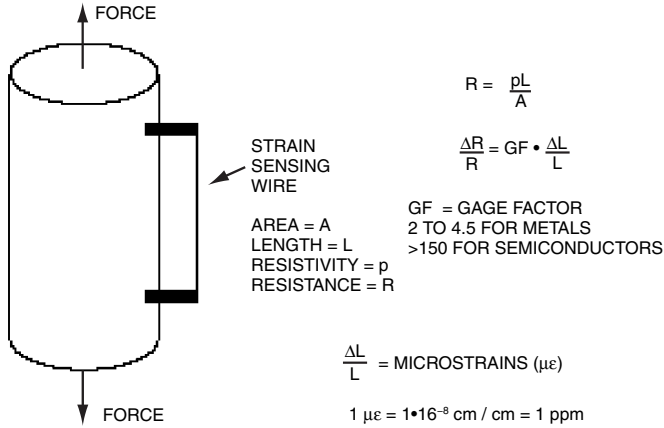 FORCE
STRAIN
SENSING
WIRE
AREA = A
LENGTH = L
RESISTIVITY = p
RESISTANCE = R
FORCE
R = pL/A
ΔR/R = GF • ΔL/L
GF = GAGE FACTOR
2 TO 4.5 FOR METALS
>150 FOR SEMICONDUCTORS
ΔL/L = MICROSTRAINS (με)
1 με = 1•16⁻⁸ cm / cm = 1 ppm